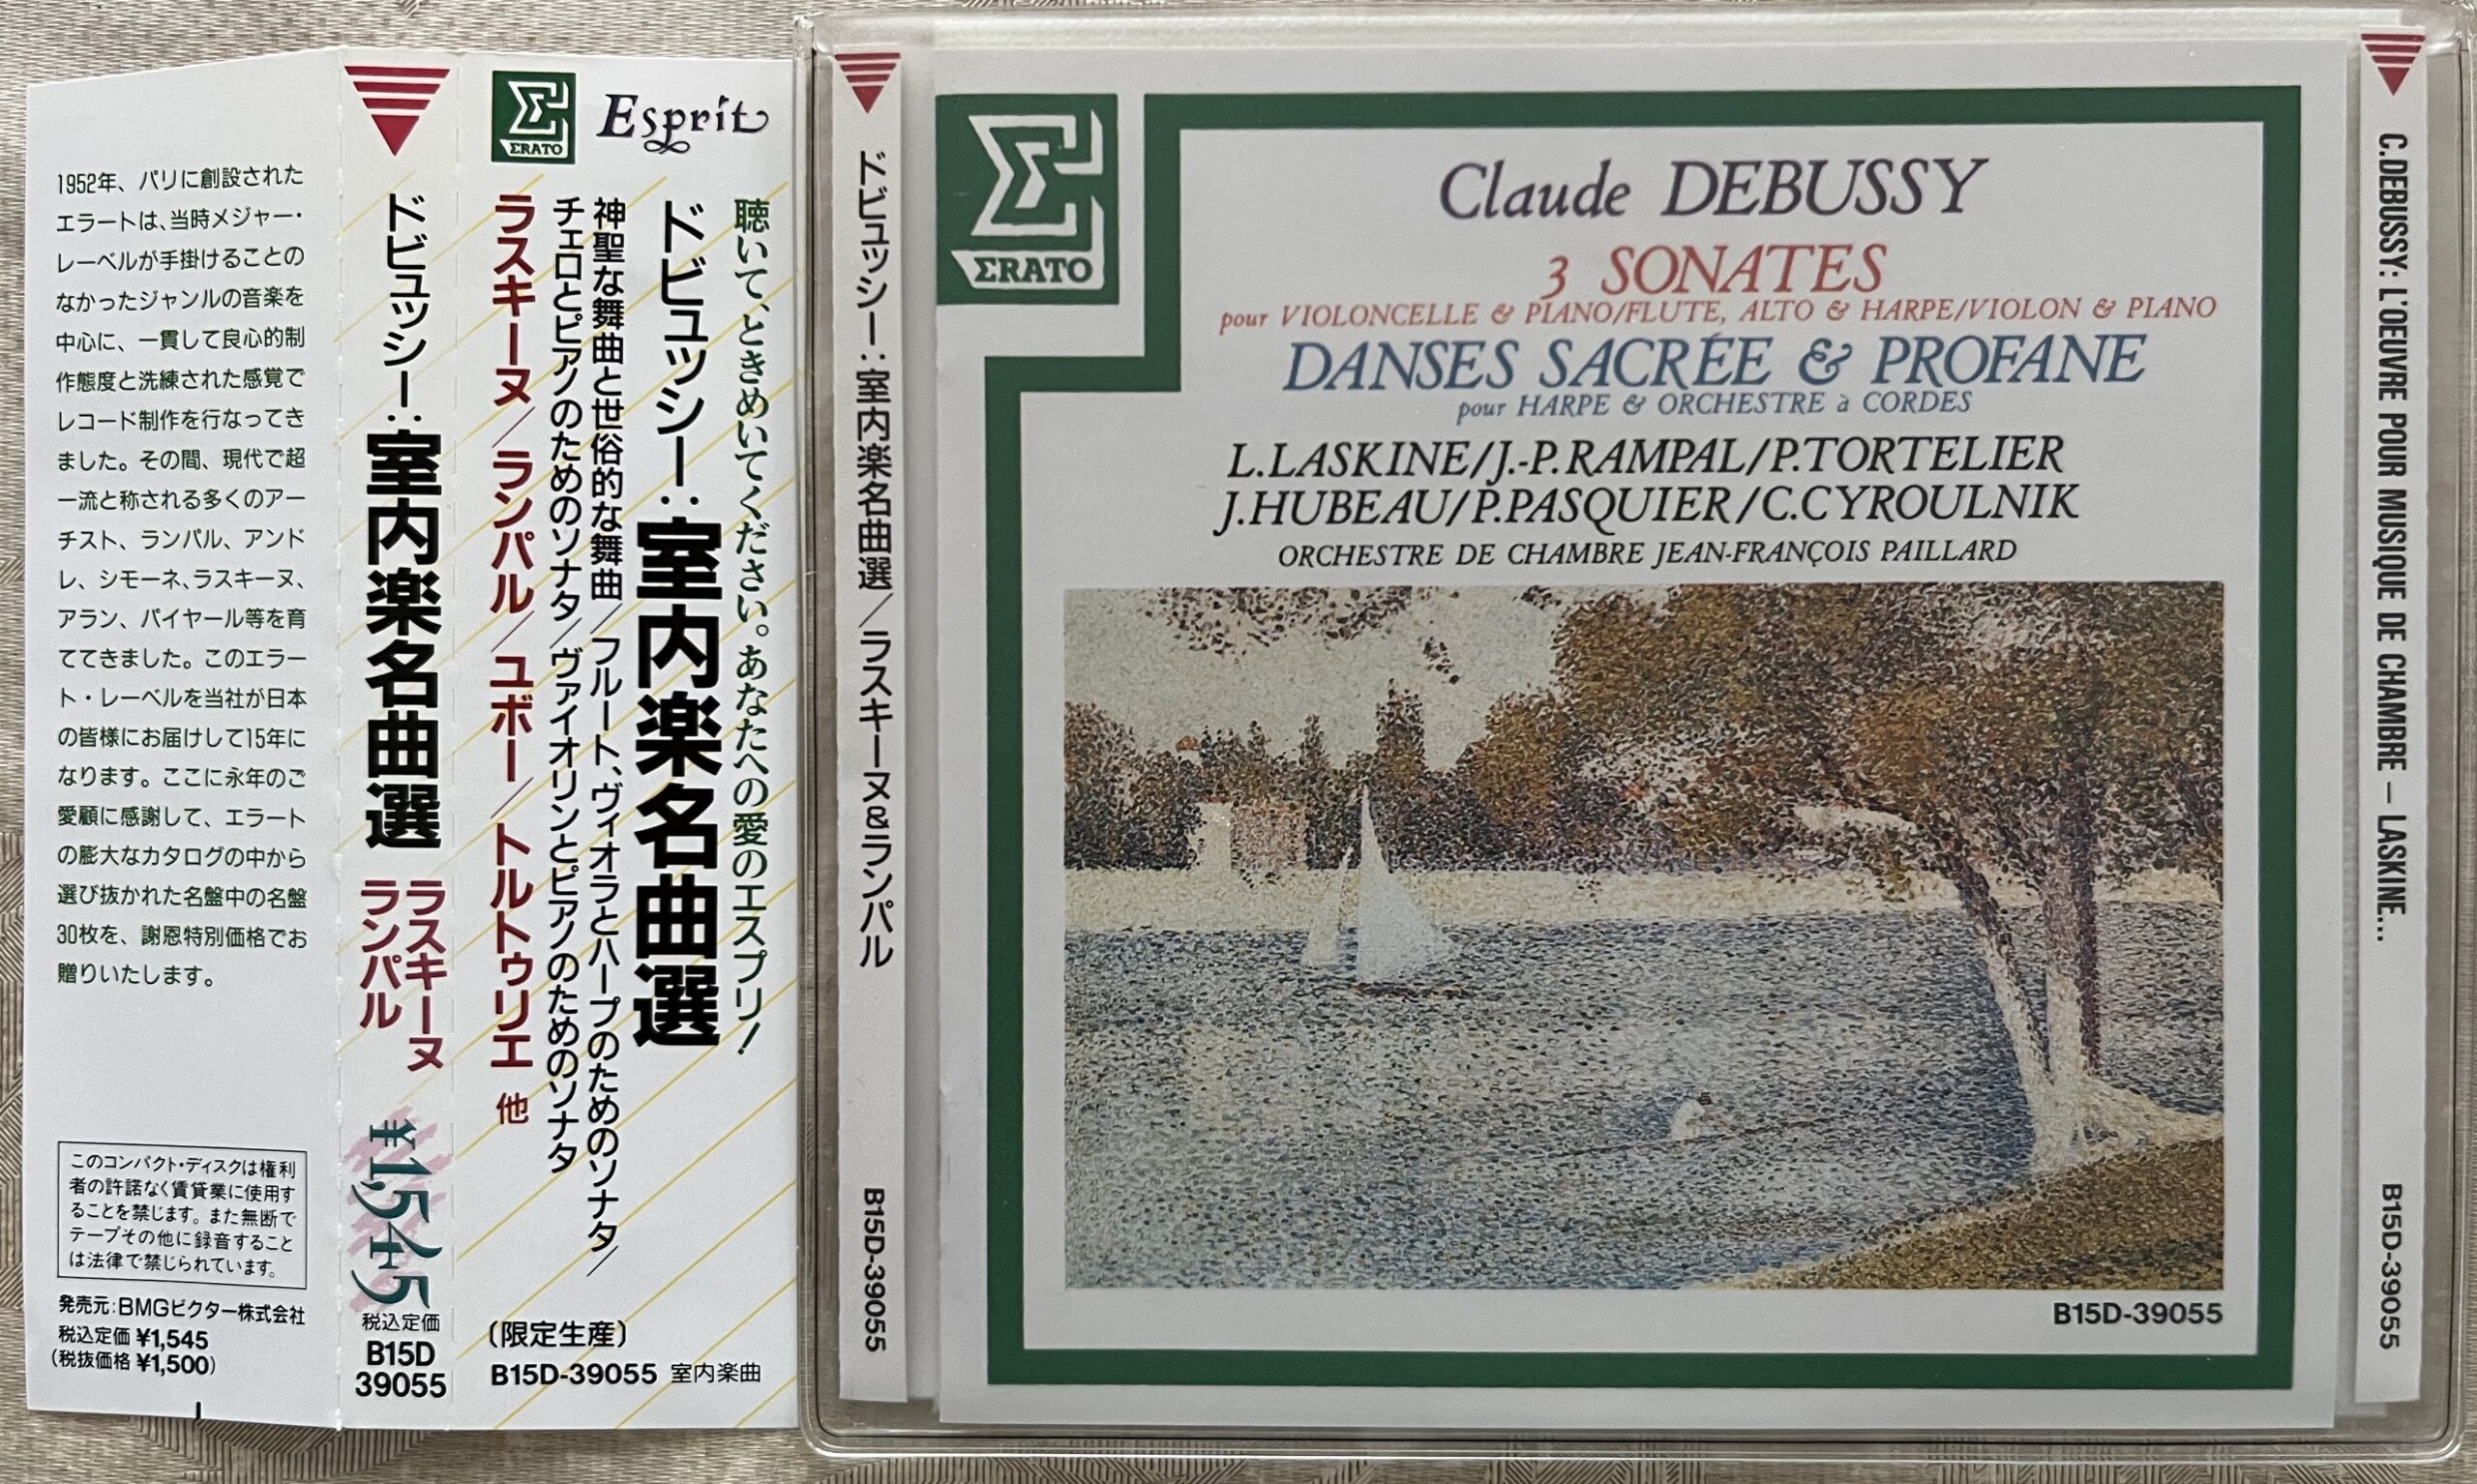 1952年、パリに創設された
エラートは、当時メジャー・
レーベルが手掛けることの
なかったジャンルの音楽を
中心に、一貫して良心的制
作態度と洗練された感覚で
レコード制作を行なってき
ました。その間、現代で超
一流と称される多くのアー
チスト、ランパル、アンド
レ、シモーネ、ラスキーヌ、
アラン、パイヤール等を育
ててきました。このエラー
ト・レーベルを当社が日本
の皆様にお届けして15年に
なります。ここに永年のご
愛顧に感謝して、エラート
の膨大なカタログの中から
選び抜かれた名盤中の名盤
30枚を、謝恩特別価格でお
贈りいたします。
このコンパクト・ディスクは権利
者の許諾なく賃貸業に使用す
ることを禁じます。また無断で
テープその他に録音すること
は法律で禁じられています。
発売元:BMGビクター株式会社
税込定価 ¥1,545
(税抜価格 ¥1,500)
ドビュッシー:室内楽名曲選
ラスキーヌ
ランパル
¥1,545
税込定価
B15D
39055
ERATO
Esprit
聴いて、ときめいてください。あなたへの愛のエスプリ!
ドビュッシー:室内楽名曲選
神聖な舞曲と世俗的な舞曲/フルート、ヴィオラとハープのためのソナタ/
チェロとピアノのためのソナタ/ヴァイオリンとピアノのためのソナタ
ラスキーヌ/ランパル/ユボー/トルトゥリエ 他
(限定生産)
B15D-39055 室内楽曲
ドビュッシー:室内楽名曲選/ラスキーヌ&ランパル
B15D-39055
ERATO
Claude DEBUSSY
3 SONATES
pour VIOLONCELLE & PIANO/FLUTE, ALTO & HARPE/VIOLON & PIANO
DANSES SACRÉE & PROFANE
pour HARPE & ORCHESTRE à CORDES
L.LASKINE/J.-P.RAMPAL/P.TORTELIER
J.HUBEAU/P.PASQUIER/C.CYROULNIK
ORCHESTRE DE CHAMBRE JEAN-FRANÇOIS PAILLARD
B15D-39055
C.DEBUSSY: L'OEUVRE POUR MUSIQUE DE CHAMBRE – LASKINE...
B15D-39055